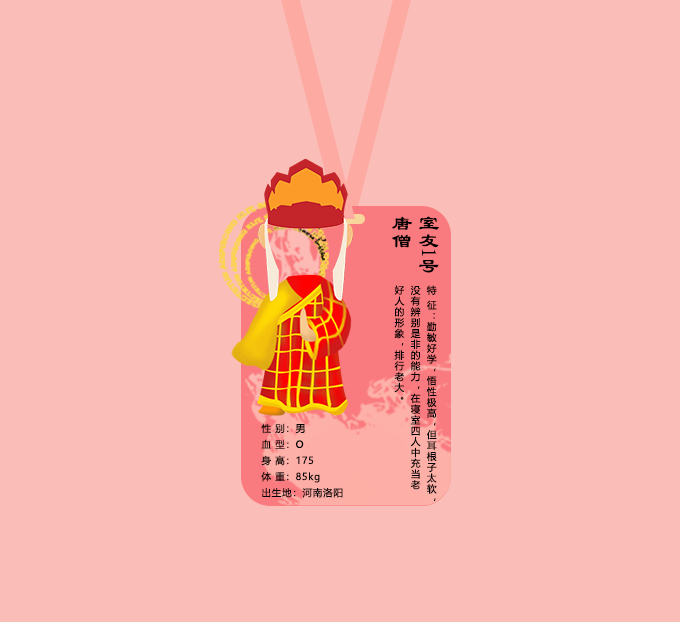 室友1号
唐僧
特 征：勤敏好学，悟性极高，但耳根子太软，
没有辨别是非的能力，在寝室四人中充当老
好人的形象，排行老大。
性 别：男
血 型：O
身 高：175
体 重：85kg
出生地：河南洛阳